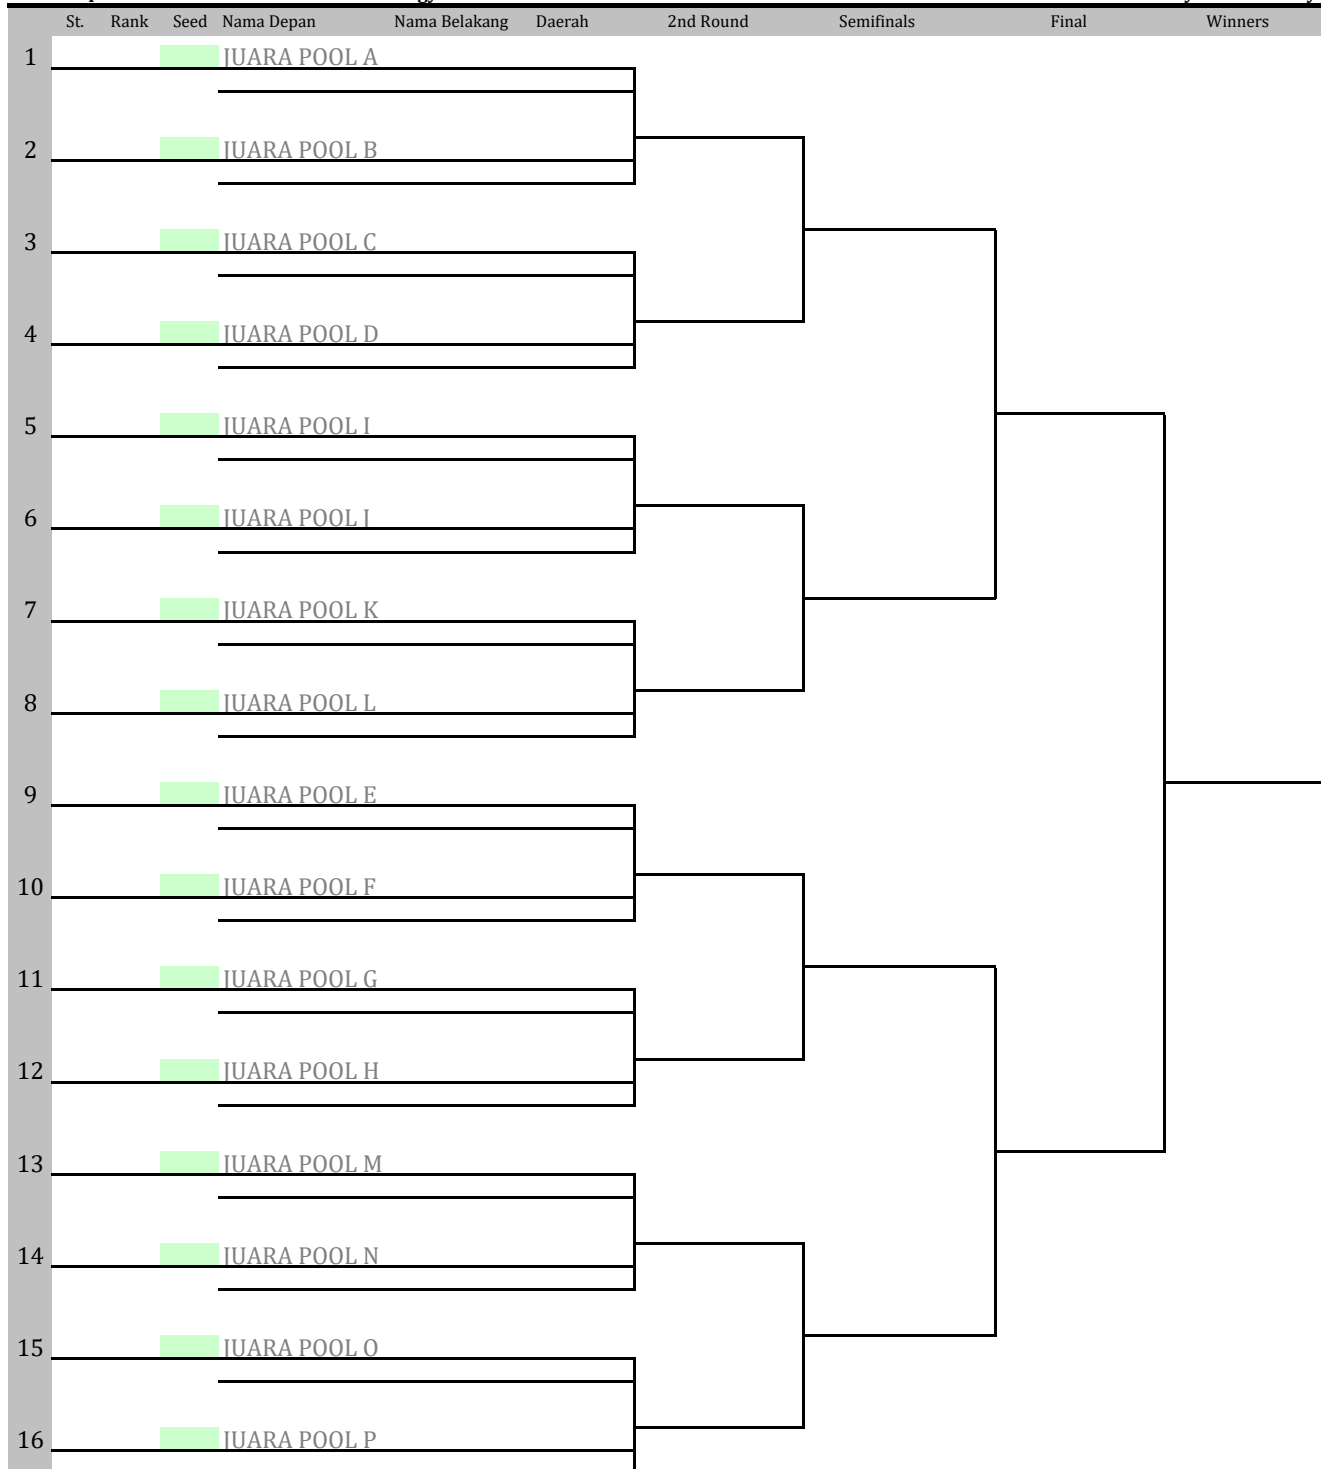 St. Rank Seed Nama Depan Nama Belakang Daerah 2nd Round Semifinals Final Winners
1 JUARA POOL A
2 JUARA POOL B
3 JUARA POOL C
4 JUARA POOL D
5 JUARA POOL I
6 JUARA POOL J
7 JUARA POOL K
8 JUARA POOL L
9 JUARA POOL E
10 JUARA POOL F
11 JUARA POOL G
12 JUARA POOL H
13 JUARA POOL M
14 JUARA POOL N
15 JUARA POOL O
16 JUARA POOL P